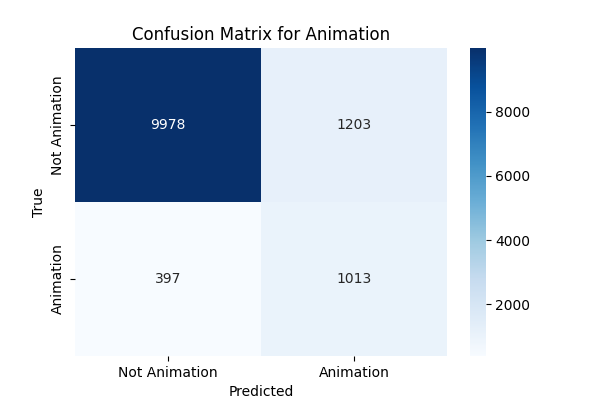 Confusion Matrix for Animation
True
Not Animation
Animation
9978
1203
397
1013
Not Animation
Animation
Predicted
8000
6000
4000
2000